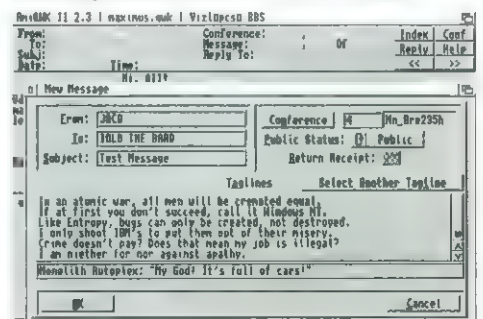 AmiQWK II 2.3 | maximus.qwk | BBS
From: Conference: Index Conf
To: Message: Of Reply Help
Subj: Reply To: << >>
Date: Time:
Hi, All!
New Message
From: Conference
To: THE BARD Public Status: Public
Subject: Test Message Return Receipt:
Taglines Select Another Tagline
In an atomic war, all men will be cremated equal.
If at first you don't succeed, call it Windows NT.
Like Entropy, bugs can only be created, not destroyed.
I only shoot IBM's to put them out of their misery.
Crime doesn't pay? Does that mean my job is illegal?
I am niether for nor against apathy.
Monolith Autoplex: "My God! It's full of cars!"
OK Cancel